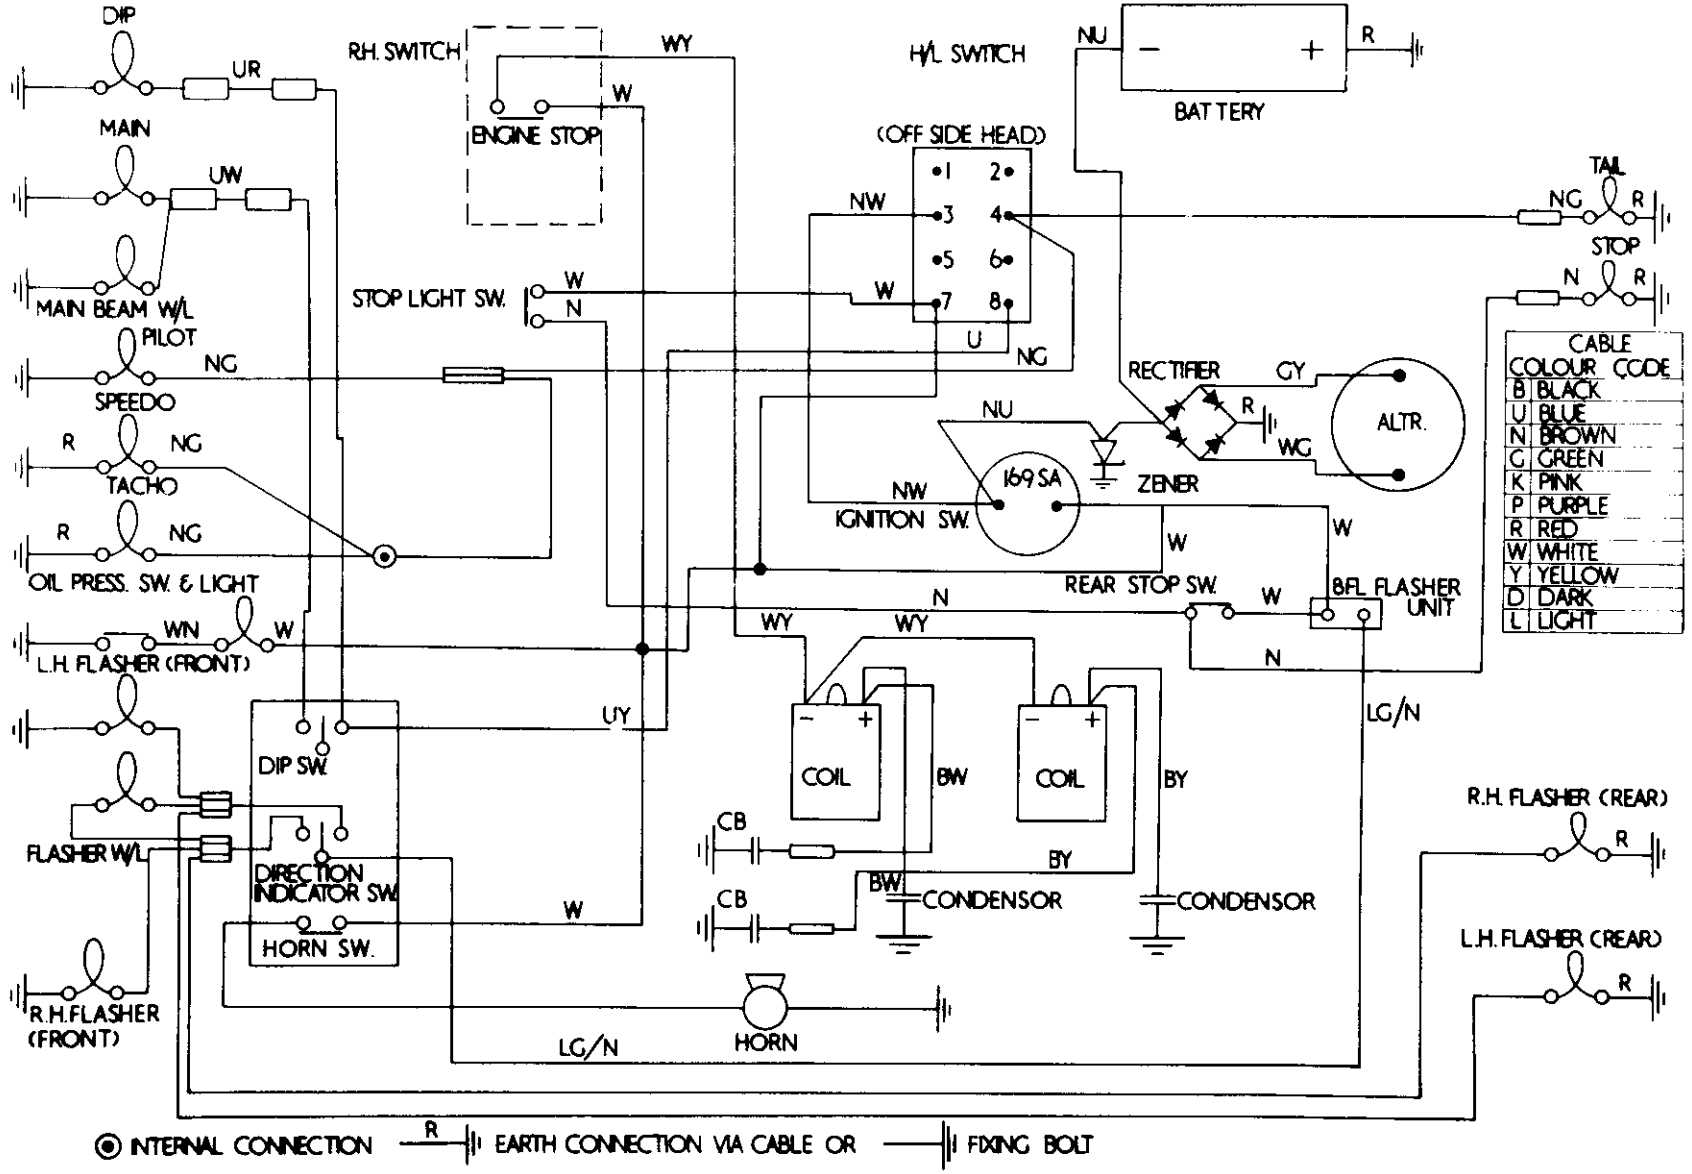 DIP
UR
MAIN
UW
MAIN BEAM W/L
PILOT
NG
SPEEDO
R
NG
TACHO
R
NG
OIL PRESS. SW. & LIGHT
WN
W
L.H. FLASHER (FRONT)
FLASHER W/L
R.H. FLASHER
(FRONT)
RH. SWITCH
WY
W
ENGINE STOP
STOP LIGHT SW.
W
N
W
H/L SWITCH
(OFF SIDE HEAD)
1 2
3 4
5 6
7 8
NW
U
NG
NU
- +
R
BATTERY
TAIL
NG
R
STOP
N
R
RECTIFIER
GY
R
WG
ALTR.
NU
ZENER
169SA
NW
IGNITION SW.
W
W
REAR STOP SW.
N
W
8FL FLASHER
UNIT
N
LG/N
CABLE
COLOUR CODE
B BLACK
U BLUE
N BROWN
G GREEN
K PINK
P PURPLE
R RED
W WHITE
Y YELLOW
D DARK
L LIGHT
WY
WY
- +
COIL
BW
- +
COIL
BY
UY
DIP SW.
DIRECTION
INDICATOR SW.
HORN SW.
W
CB
BY
CB
BW
CONDENSOR
CONDENSOR
HORN
LG/N
R.H. FLASHER (REAR)
R
L.H. FLASHER (REAR)
R
INTERNAL CONNECTION
R
EARTH CONNECTION VIA CABLE OR
FIXING BOLT